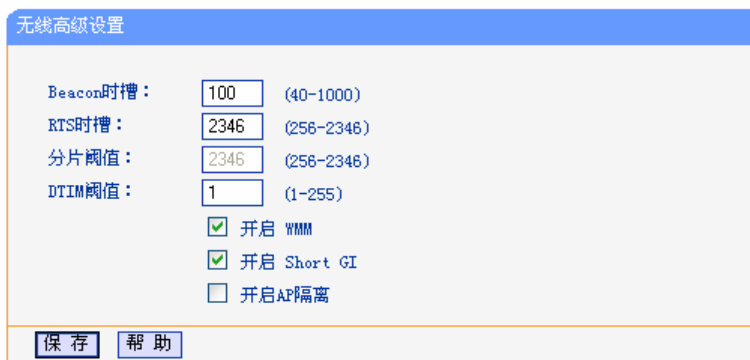 无线高级设置
Beacon时槽： 100 (40-1000)
RTS时槽： 2346 (256-2346)
分片阈值： 2346 (256-2346)
DTIM阈值： 1 (1-255)
开启 WMM
开启 Short GI
开启AP隔离
保 存 帮 助